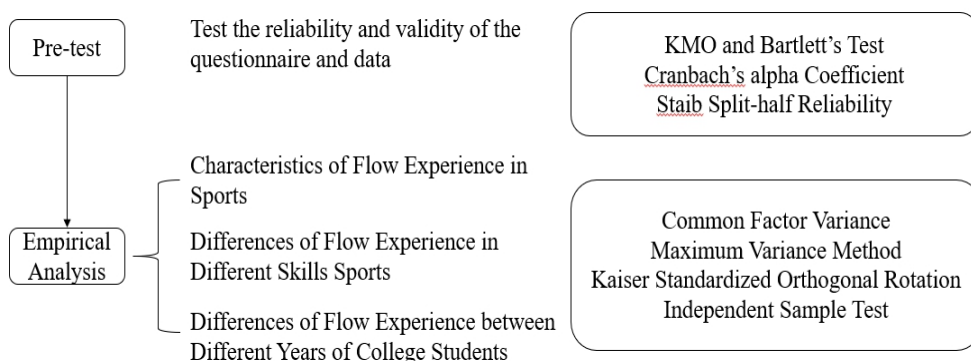 Pre-test
Test the reliability and validity of the
questionnaire and data
KMO and Bartlett's Test
Cranbach's alpha Coefficient
Staib Split-half Reliability
Empirical
Analysis
Characteristics of Flow Experience in
Sports
Differences of Flow Experience in
Different Skills Sports
Differences of Flow Experience between
Different Years of College Students
Common Factor Variance
Maximum Variance Method
Kaiser Standardized Orthogonal Rotation
Independent Sample Test